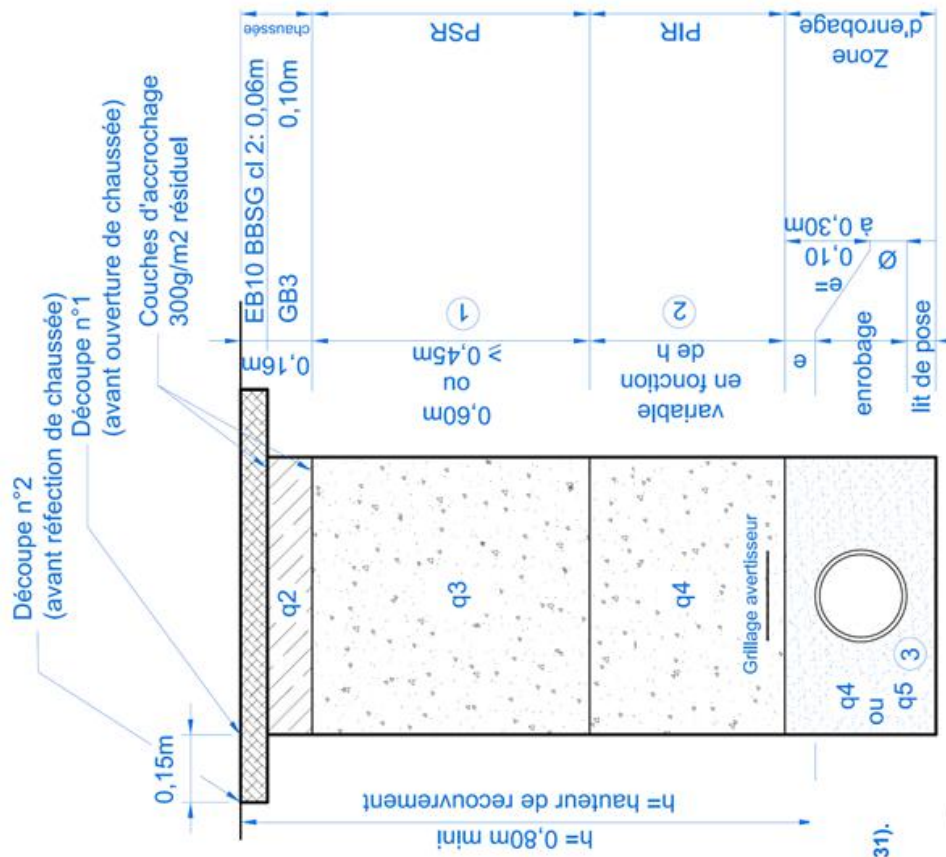 Découpe n°2
(avant réfection de chaussée)
Découpe n°1
(avant ouverture de chaussée)
Couches d'accrochage
300g/m2 résiduel
0,15m
EB10 BBSG cl 2: 0,06m
GB3 0,10m
0,16m
chaussée
q2
q3
0,60m
ou
≥ 0,45m
1
PSR
q4
Grillage avertisseur
variable
en fonction
de h
2
PIR
q4
ou
q5
3
e
e=
0,10
à 0,30m
enrobage
Ø
lit de pose
Zone
d'enrobage
h= 0,80m mini
h= hauteur de recouvrement
31).